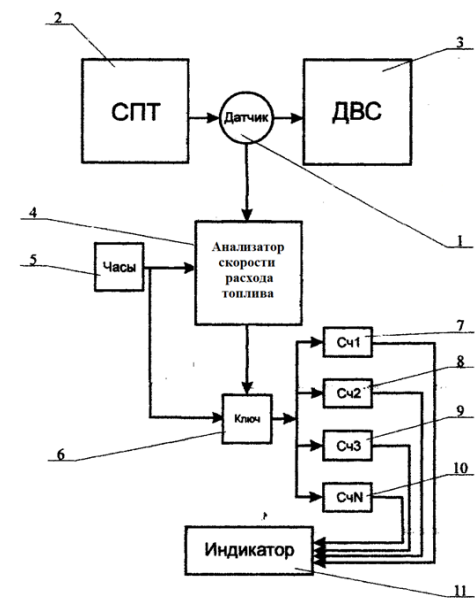 2
3
СПТ
Датчик
ДВС
4
1
Анализатор
скорости
расхода
топлива
5
Часы
7
Сч1
8
Сч2
Ключ
9
6
Сч3
10
СчN
Индикатор
11